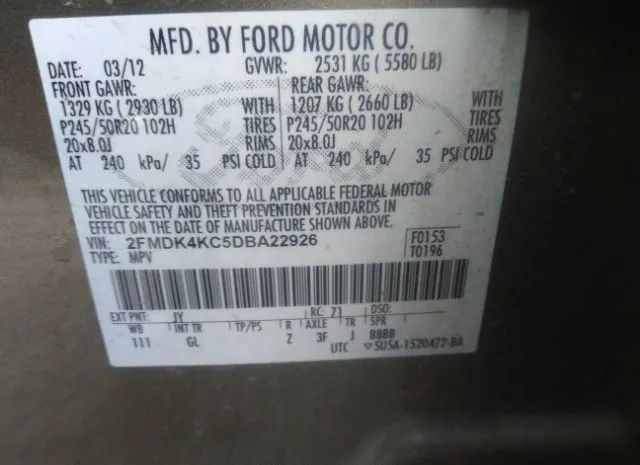 MFD. BY FORD MOTOR CO.
DATE: 03/12 GVWR: 2531 KG ( 5580 LB)
FRONT GAWR: REAR GAWR:
1329 KG ( 2930 LB) WITH 1207 KG ( 2660 LB) WITH
P245/50R20 102H TIRES P245/50R20 102H TIRES
20x8.0J RIMS 20x8.0J RIMS
AT 240 kPa/ 35 PSI COLD AT 240 kPa/ 35 PSI COLD
THIS VEHICLE CONFORMS TO ALL APPLICABLE FEDERAL MOTOR
VEHICLE SAFETY AND THEFT PREVENTION STANDARDS IN
EFFECT ON THE DATE OF MANUFACTURE SHOWN ABOVE.
VIN: 2FMDK4KC5DBA22926 F0153
TYPE: MPV T0196
EXT PNT: JY RC: 71 DSO:
WB INT TR TP/PS R AXLE TR SPR
111 GL Z 3F J BBBB
UTC ▽5U5A-1520472-BA